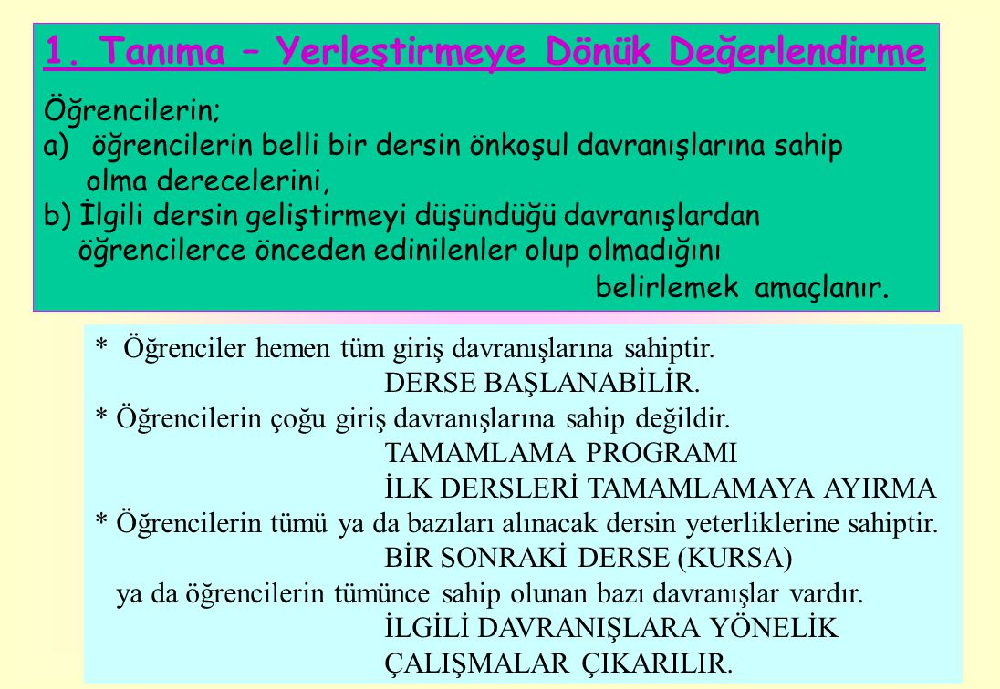 1. Tanıma – Yerleştirmeye Dönük Değerlendirme
Öğrencilerin;
a) öğrencilerin belli bir dersin önkoşul davranışlarına sahip
olma derecelerini,
b) İlgili dersin geliştirmeyi düşündüğü davranışlardan
öğrencilerce önceden edinilenler olup olmadığını
belirlemek amaçlanır.
* Öğrenciler hemen tüm giriş davranışlarına sahiptir.
DERSE BAŞLANABİLİR.
* Öğrencilerin çoğu giriş davranışlarına sahip değildir.
TAMAMLAMA PROGRAMI
İLK DERSLERİ TAMAMLAMAYA AYIRMA
* Öğrencilerin tümü ya da bazıları alınacak dersin yeterliklerine sahiptir.
BİR SONRAKİ DERSE (KURSA)
ya da öğrencilerin tümünce sahip olunan bazı davranışlar vardır.
İLGİLİ DAVRANIŞLARA YÖNELİK
ÇALIŞMALAR ÇIKARILIR.